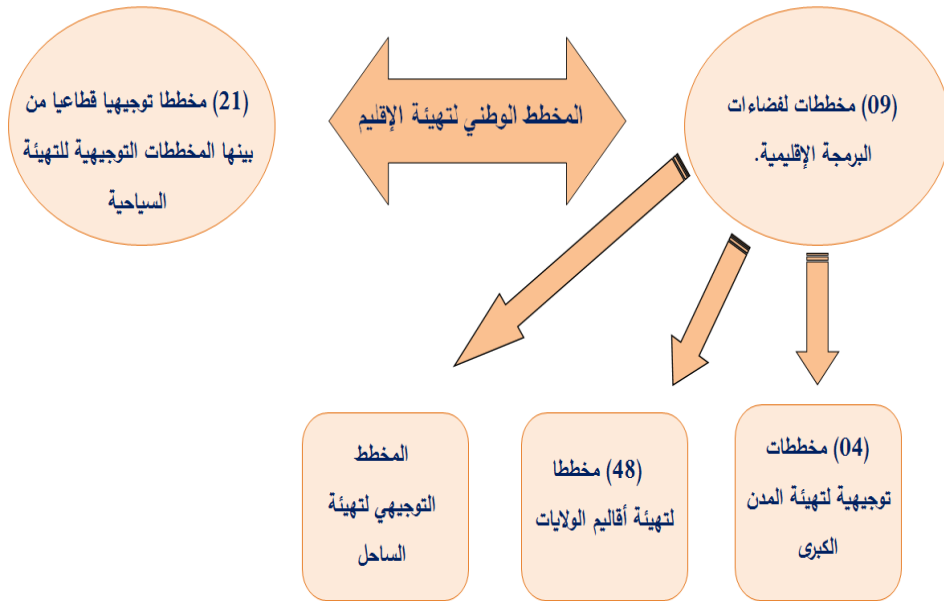 (09) مخططات لفضاءات
البرمجة الإقليمية.
المخطط الوطني لتهيئة الإقليم
(21) مخططا توجيهيا قطاعيا من
بينها المخططات التوجيهية للتهيئة
السياحية
(04) مخططات
توجيهية لتهيئة المدن
الكبرى
(48) مخططا
لتهيئة أقاليم الولايات
المخطط
التوجيهي لتهيئة
الساحل